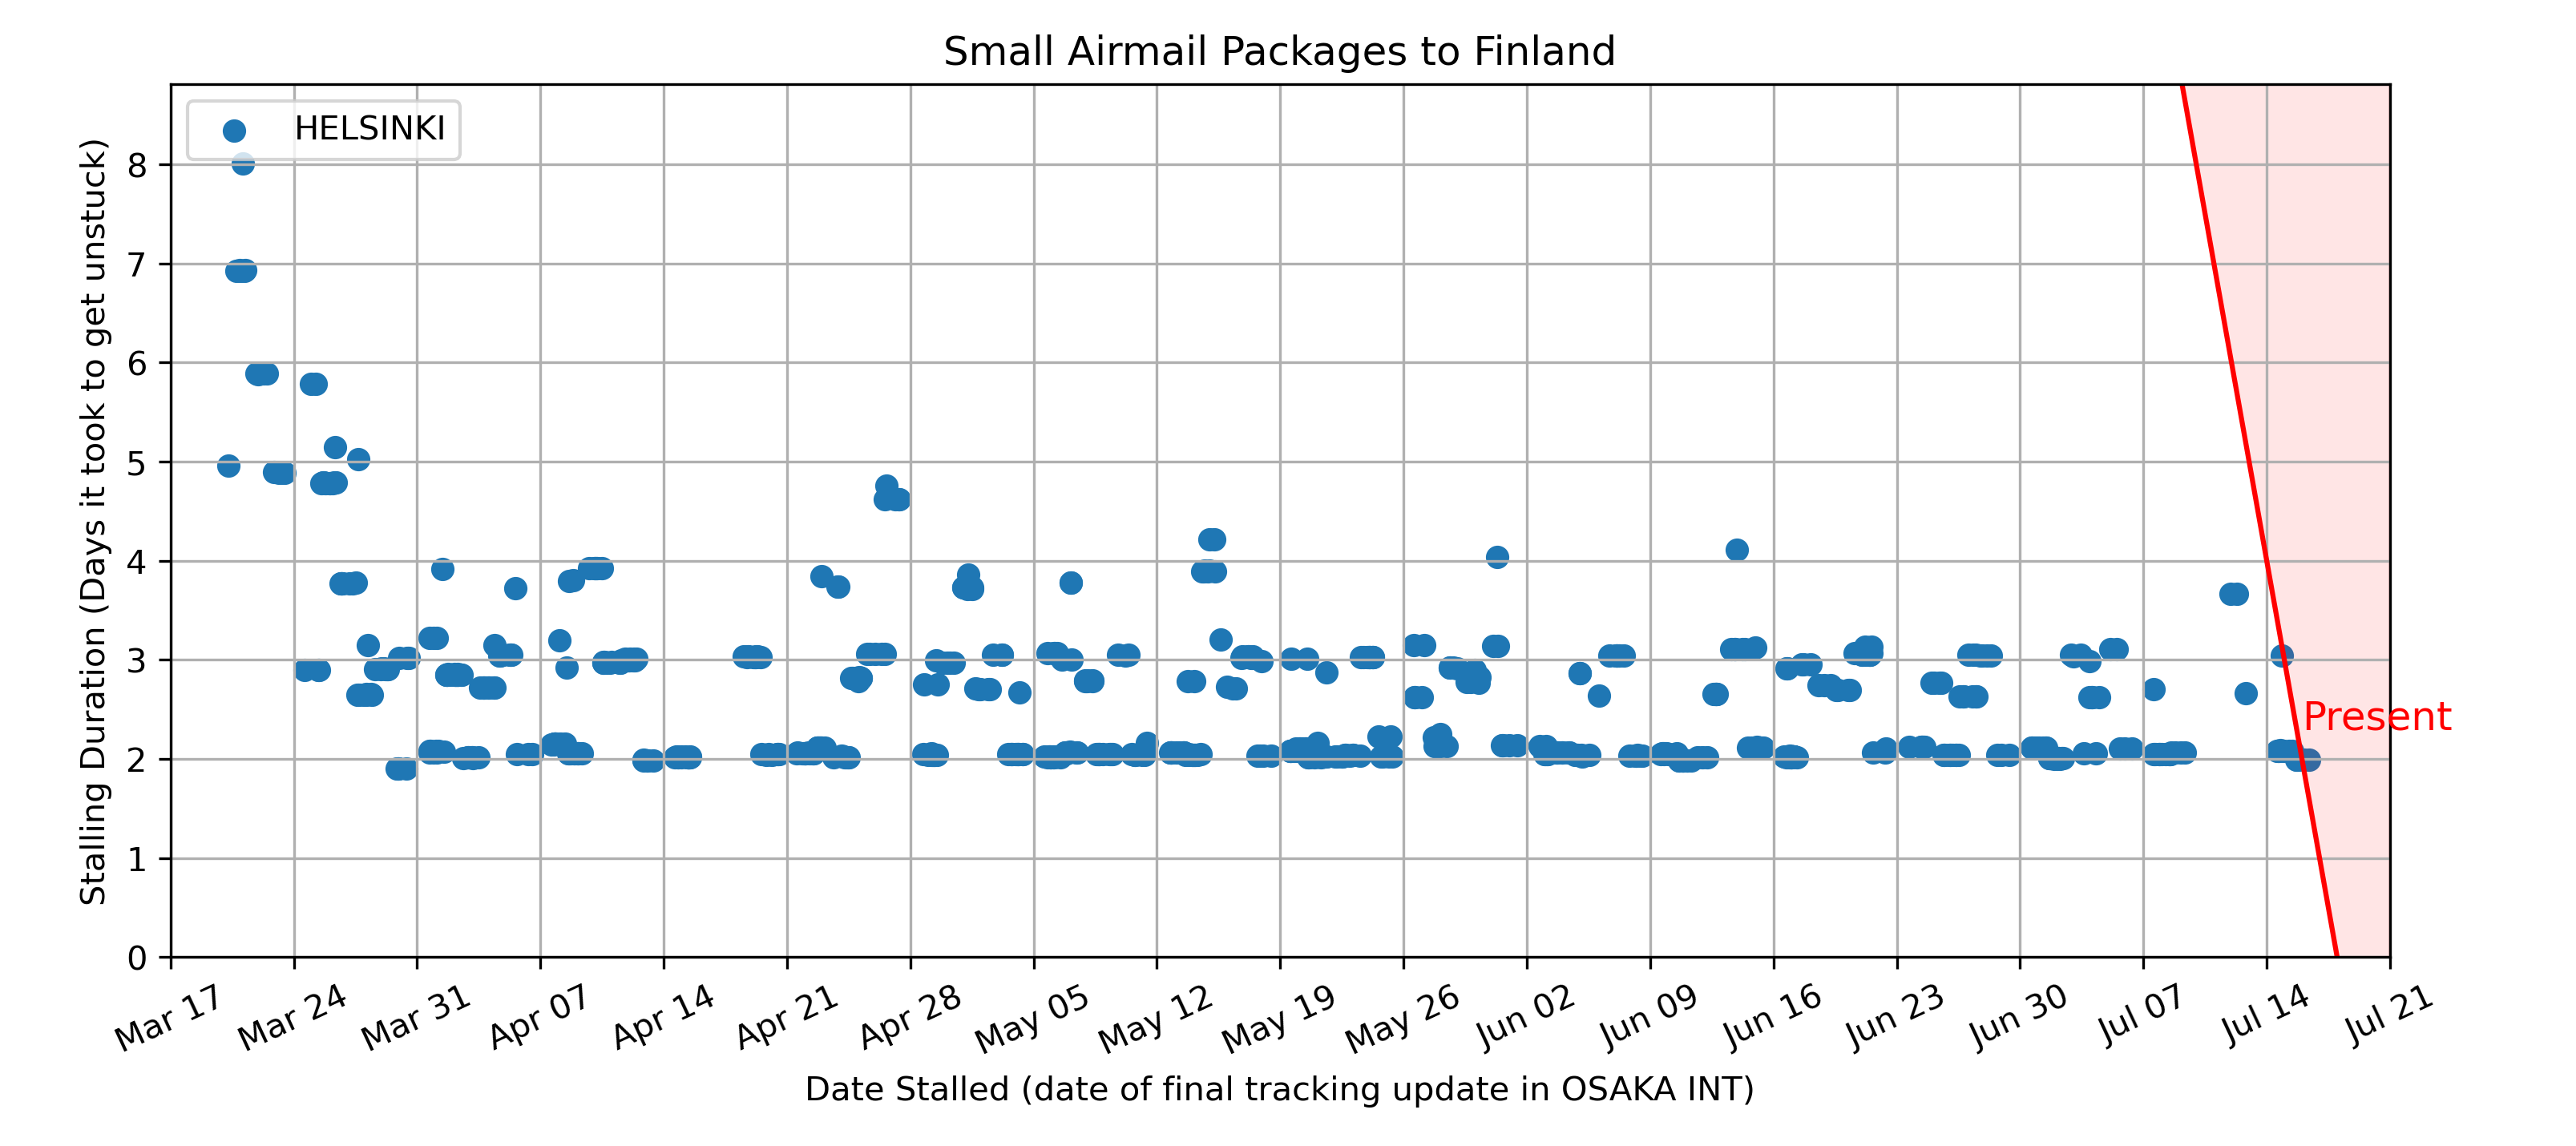 Small Airmail Packages to Finland
HELSINKI
Stalling Duration (Days it took to get unstuck)
8
7
6
5
4
3
2
1
0
Present
Mar 17
Mar 24
Mar 31
Apr 07
Apr 14
Apr 21
Apr 28
May 05
May 12
May 19
May 26
Jun 02
Jun 09
Jun 16
Jun 23
Jun 30
Jul 07
Jul 14
Jul 21
Date Stalled (date of final tracking update in OSAKA INT)